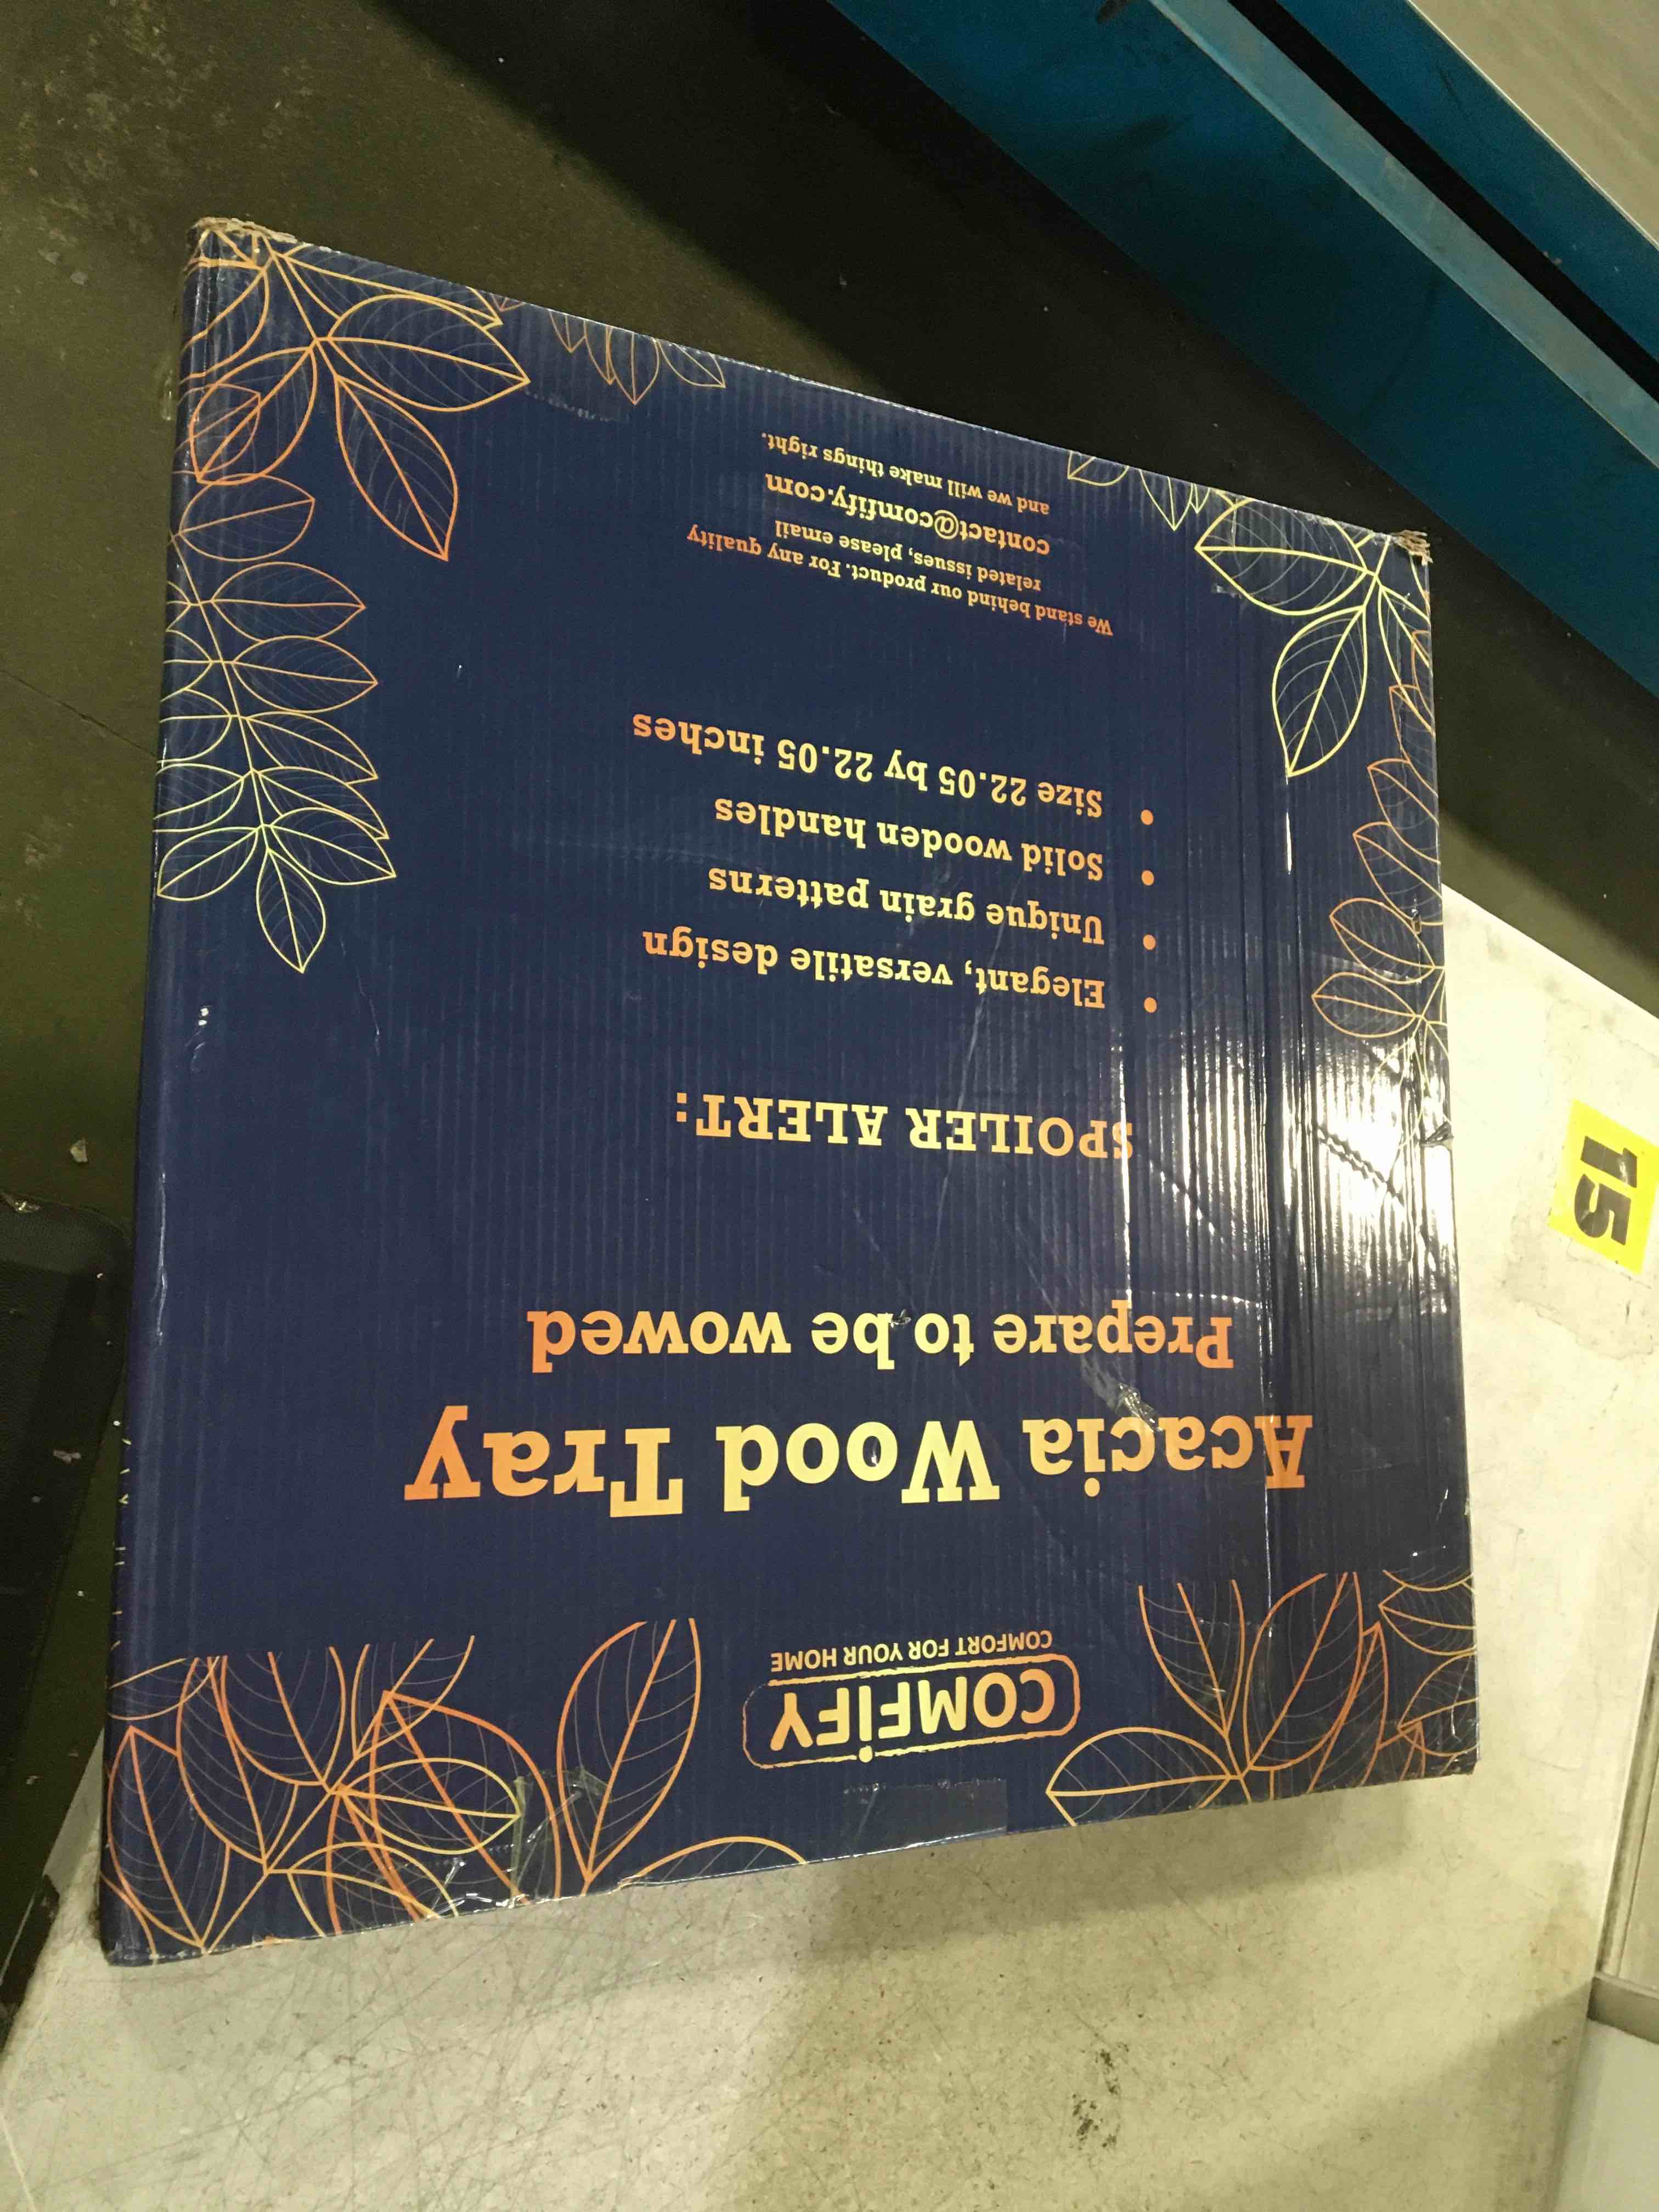 COMFiFY
COMFORT FOR YOUR HOME
Acacia Wood Tray
Prepare to be wowed
SPOILER ALERT:
• Elegant, versatile design
• Unique grain patterns
• Solid wooden handles
• Size 22.05 by 22.05 inches
We stand behind our product. For any quality
related issues, please email
contact@comfify.com
and we will make things right.
15